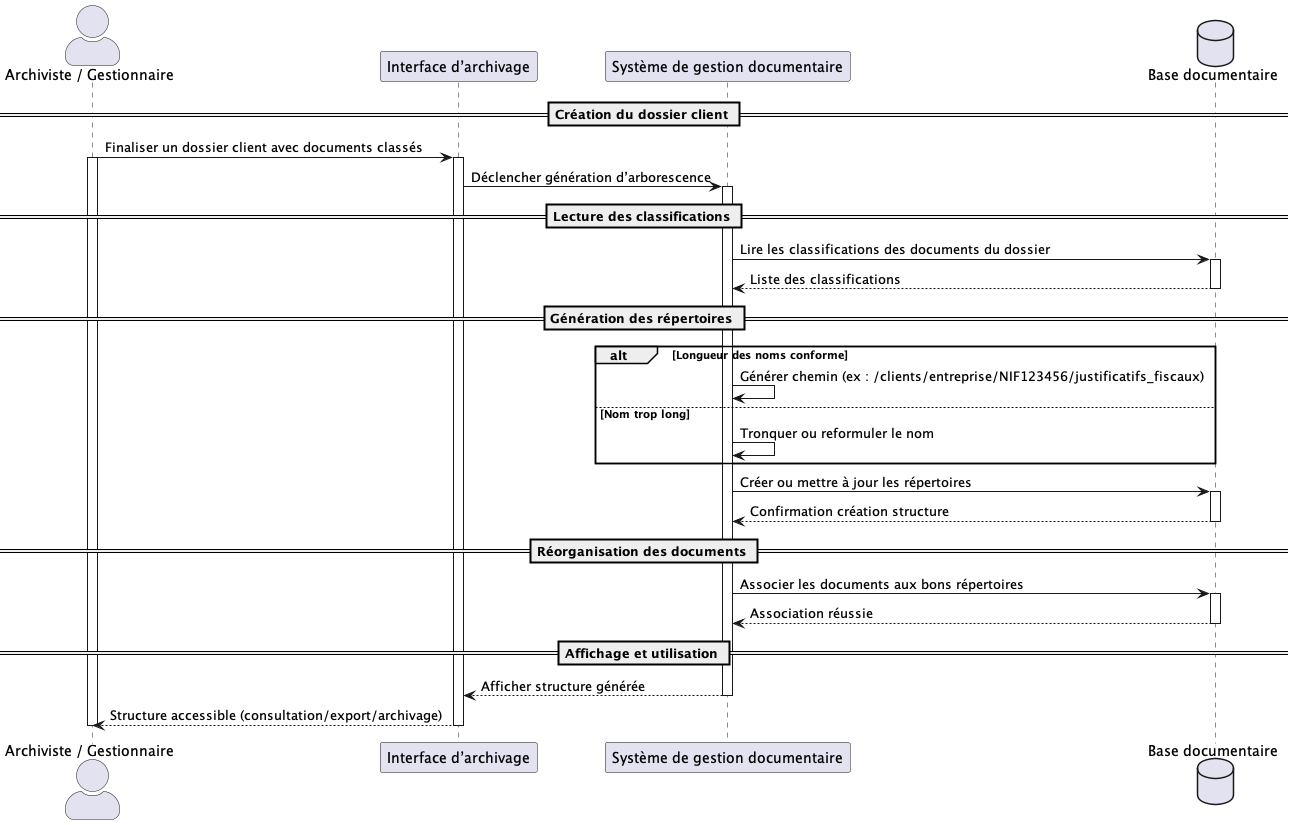 Archiviste / Gestionnaire
Interface d’archivage
Système de gestion documentaire
Base documentaire
Création du dossier client
Finaliser un dossier client avec documents classés
Déclencher génération d’arborescence
Lecture des classifications
Lire les classifications des documents du dossier
Liste des classifications
Génération des répertoires
alt
[Longueur des noms conforme]
Générer chemin (ex : /clients/entreprise/NIF123456/justificatifs_fiscaux)
[Nom trop long]
Tronquer ou reformuler le nom
Créer ou mettre à jour les répertoires
Confirmation création structure
Réorganisation des documents
Associer les documents aux bons répertoires
Association réussie
Affichage et utilisation
Afficher structure générée
Structure accessible (consultation/export/archivage)
Archiviste / Gestionnaire
Interface d’archivage
Système de gestion documentaire
Base documentaire